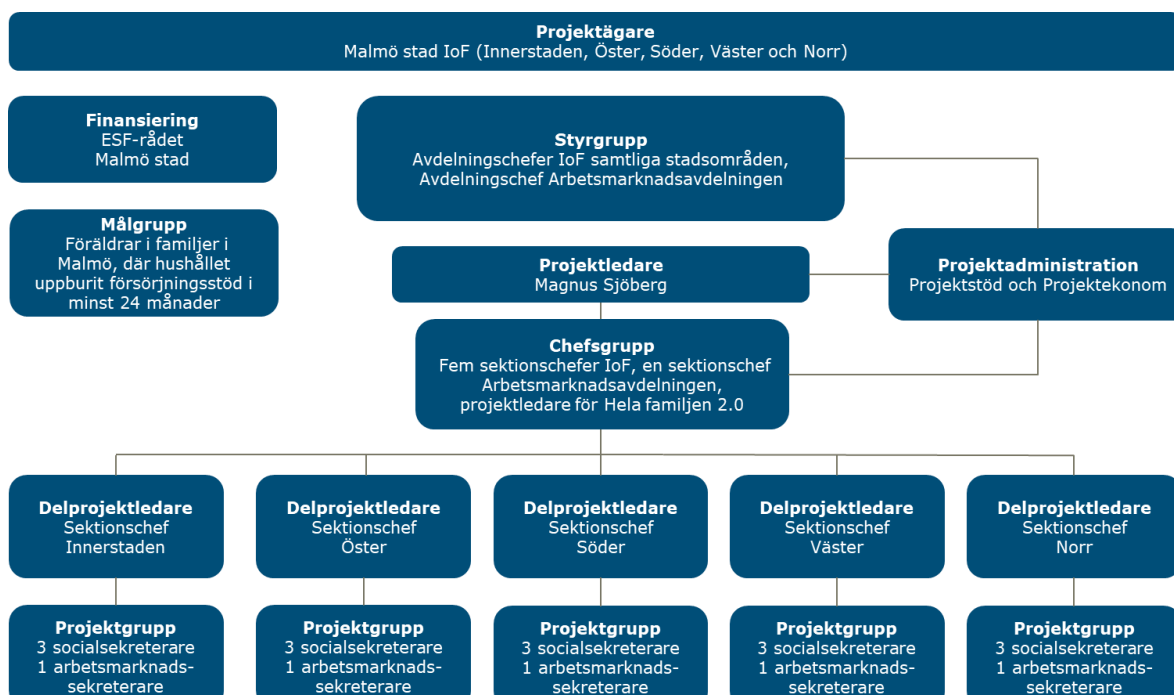 Projektägare
Malmö stad IoF (Innerstaden, Öster, Söder, Väster och Norr)
Finansiering
ESF-rådet
Malmö stad
Styrgrupp
Avdelningschefer IoF samtliga stadsområden,
Avdelningschef Arbetsmarknadsavdelningen
Målgrupp
Föräldrar i familjer i
Malmö, där hushållet
uppburit försörjningsstöd i
minst 24 månader
Projektledare
Magnus Sjöberg
Projektadministration
Projektstöd och Projektekonom
Chefsgrupp
Fem sektionschefer IoF, en sektionschef
Arbetsmarknadsavdelningen,
projektledare för Hela familjen 2.0
Delprojektledare
Sektionschef
Innerstaden
Delprojektledare
Sektionschef
Öster
Delprojektledare
Sektionschef
Söder
Delprojektledare
Sektionschef
Väster
Delprojektledare
Sektionschef
Norr
Projektgrupp
3 socialsekreterare
1 arbetsmarknads-
sekreterare
Projektgrupp
3 socialsekreterare
1 arbetsmarknads-
sekreterare
Projektgrupp
3 socialsekreterare
1 arbetsmarknads-
sekreterare
Projektgrupp
3 socialsekreterare
1 arbetsmarknads-
sekreterare
Projektgrupp
3 socialsekreterare
1 arbetsmarknads-
sekreterare